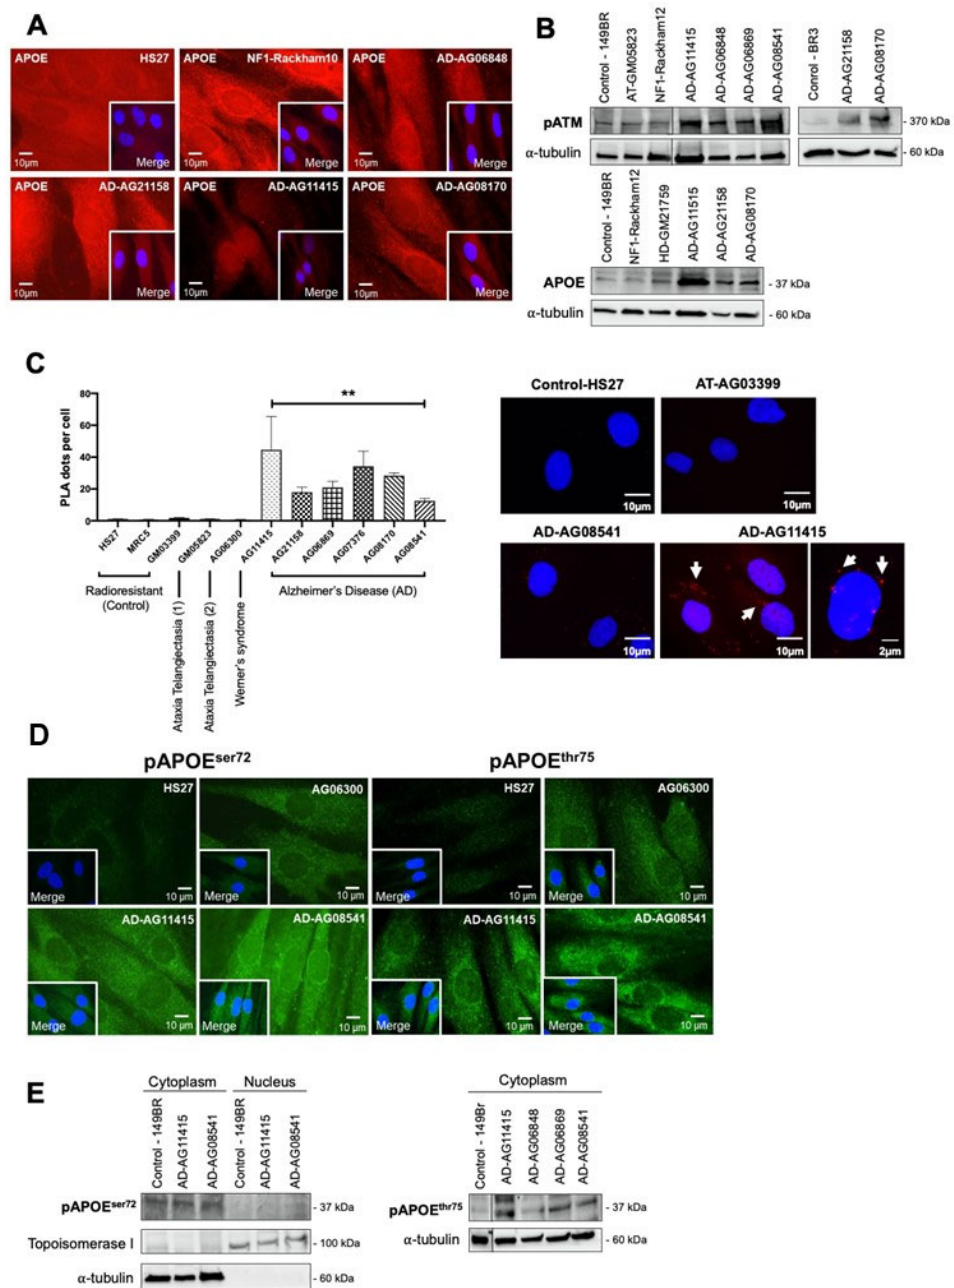 A
APOE HS27
APOE NF1-Rackham10
APOE AD-AG06848
10µm Merge
10µm Merge
10µm Merge
APOE AD-AG21158
APOE AD-AG11415
APOE AD-AG08170
10µm Merge
10µm Merge
10µm Merge
B
Control - 149BR
AT-GM05823
NF1-Rackham12
AD-AG11415
AD-AG06848
AD-AG06869
AD-AG08541
Conrol - BR3
AD-AG21158
AD-AG08170
pATM
- 370 kDa
α-tubulin
- 60 kDa
Control - 149BR
NF1-Rackham12
HD-GM21759
AD-AG11515
AD-AG21158
AD-AG08170
APOE
- 37 kDa
α-tubulin
- 60 kDa
C
PLA dots per cell
80
60
40
20
0
**
HS27
MRC5
GM03399
GM05823
AG06300
AG11415
AG21158
AG06869
AG07376
AG08170
AG08541
Radioresistant
(Control)
Ataxia Telangiectasia (1)
Ataxia Telangiectasia (2)
Werner's syndrome
Alzheimer's Disease (AD)
Control-HS27
AT-AG03399
10µm
10µm
AD-AG08541
AD-AG11415
10µm
10µm
2µm
D
pAPOEser72
pAPOEthr75
HS27
AG06300
HS27
AG06300
Merge 10 µm
Merge 10 µm
Merge 10 µm
Merge 10 µm
AD-AG11415
AD-AG08541
AD-AG11415
AD-AG08541
Merge 10 µm
Merge 10 µm
Merge 10 µm
Merge 10 µm
E
Cytoplasm
Nucleus
Control - 149BR
AD-AG11415
AD-AG08541
Control - 149BR
AD-AG11415
AD-AG08541
pAPOEser72
- 37 kDa
Topoisomerase I
- 100 kDa
α-tubulin
- 60 kDa
Cytoplasm
Control - 149Br
AD-AG11415
AD-AG06848
AD-AG06869
AD-AG08541
pAPOEthr75
- 37 kDa
α-tubulin
- 60 kDa